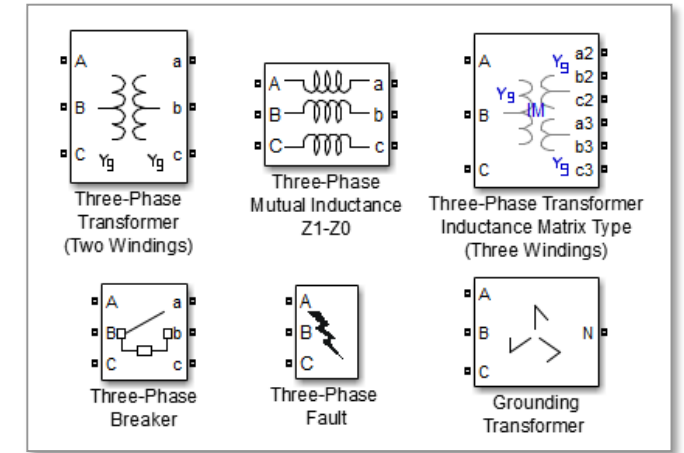 A a
B b
C Yg Yg c
Three-Phase
Transformer
(Two Windings)
A a
B b
C c
Three-Phase
Mutual Inductance
Z1-Z0
A Yg a2
b2
Yg c2
B IM a3
b3
C Yg c3
Three-Phase Transformer
Inductance Matrix Type
(Three Windings)
A a
B b
C c
Three-Phase
Breaker
A
B
C
Three-Phase
Fault
A
B N
C
Grounding
Transformer